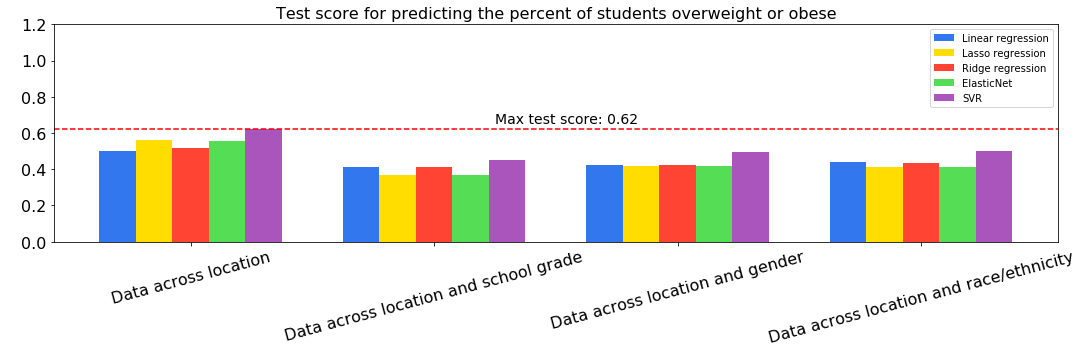 Test score for predicting the percent of students overweight or obese
1.2
1.0
0.8
0.6
0.4
0.2
0.0
Linear regression
Lasso regression
Ridge regression
ElasticNet
SVR
Max test score: 0.62
Data across location
Data across location and school grade
Data across location and gender
Data across location and race/ethnicity